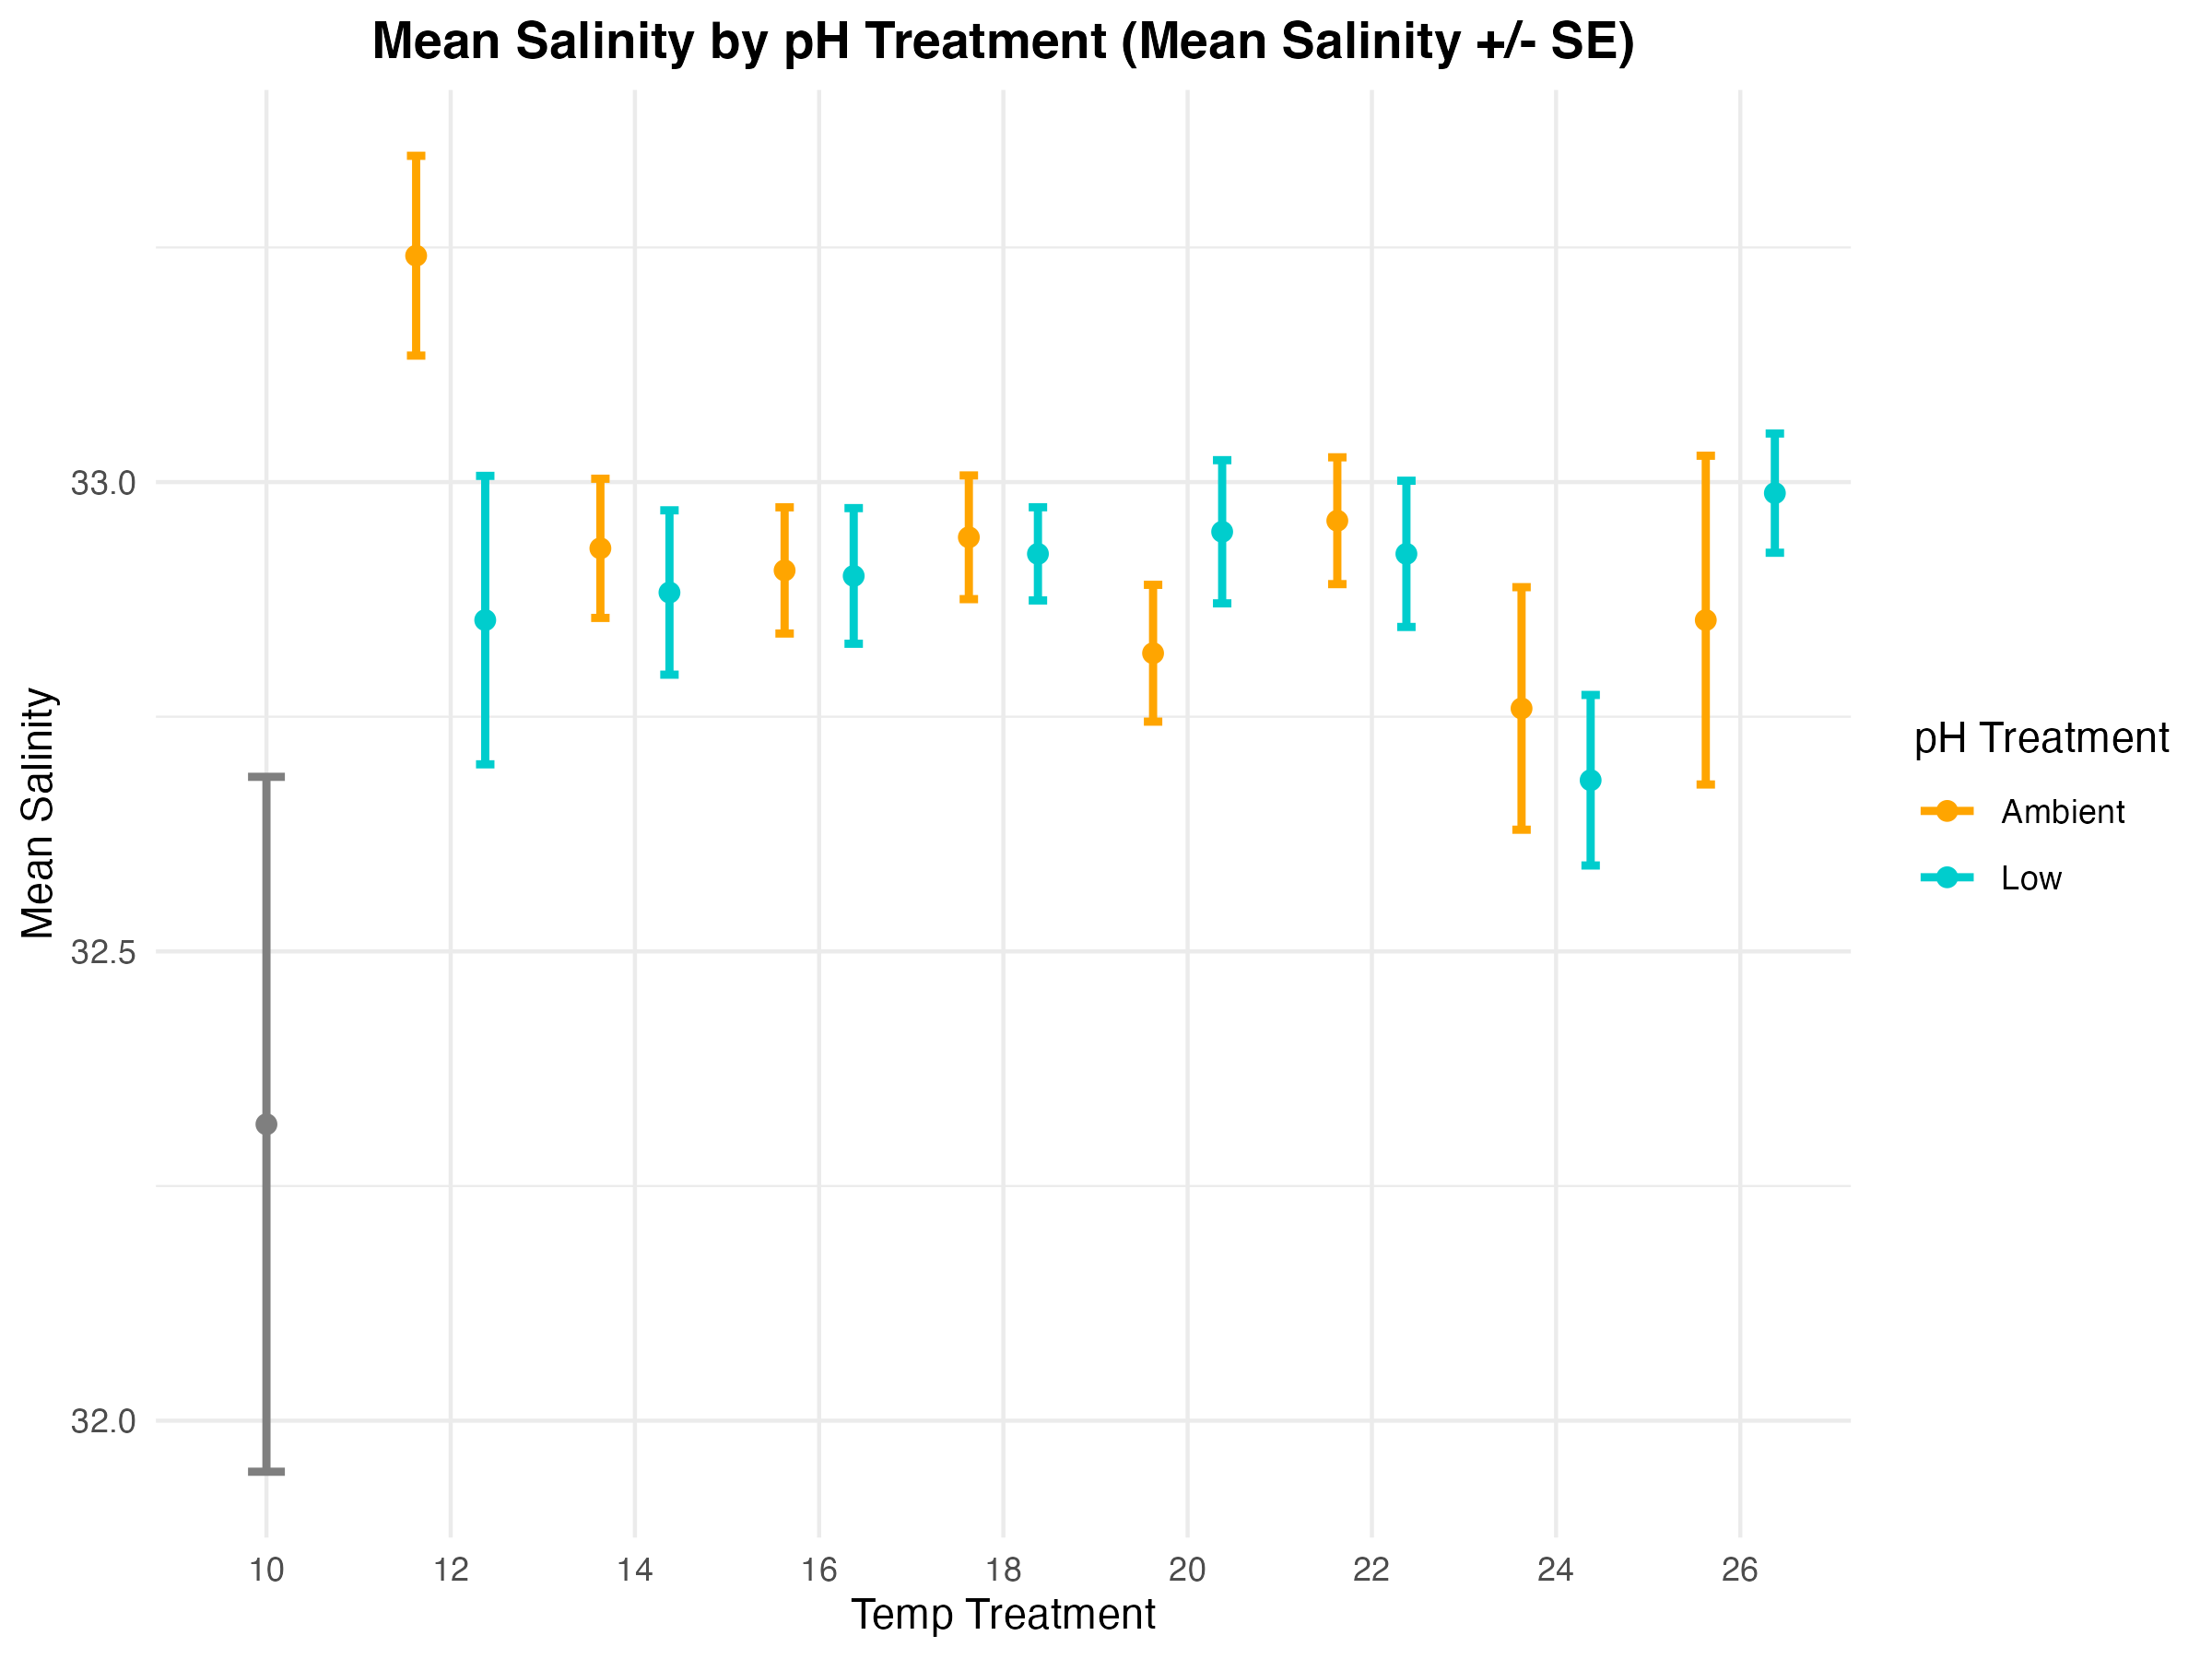 Mean Salinity by pH Treatment (Mean Salinity +/- SE)
Mean Salinity
33.0
32.5
32.0
10 12 14 16 18 20 22 24 26
Temp Treatment
pH Treatment
Ambient
Low